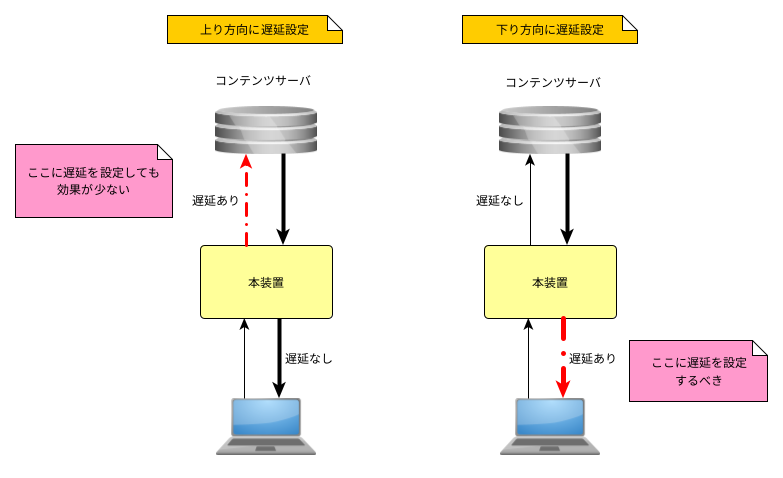 上り方向に遅延設定
下り方向に遅延設定
コンテンツサーバ
コンテンツサーバ
ここに遅延を設定しても
効果が少ない
遅延あり
遅延なし
本装置
本装置
遅延なし
遅延あり
ここに遅延を設定
するべき